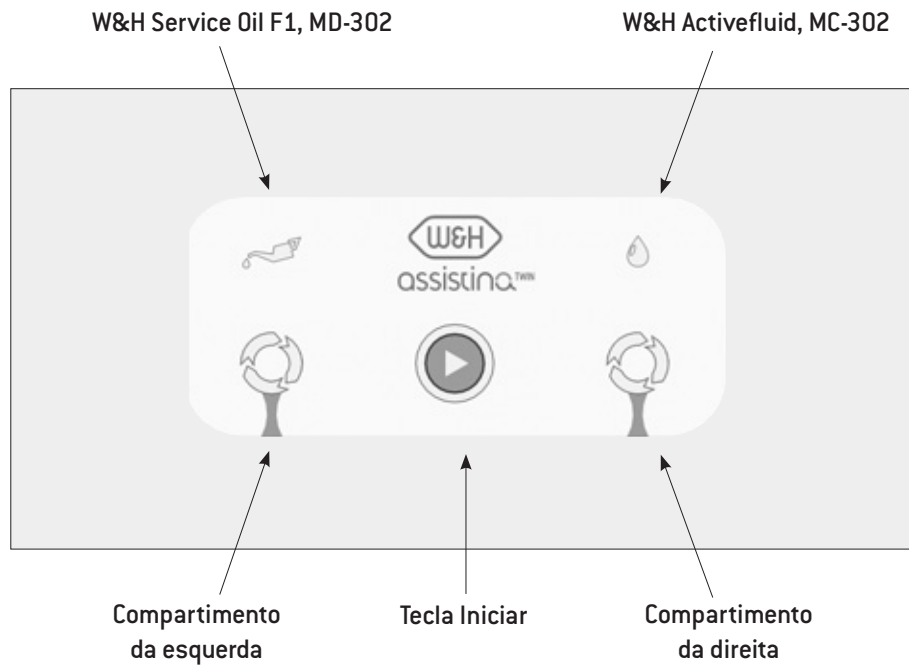 W&H Service Oil F1, MD-302
W&H Activefluid, MC-302
W&H
assistina TWIN
Compartimento
da esquerda
Tecla Iniciar
Compartimento
da direita